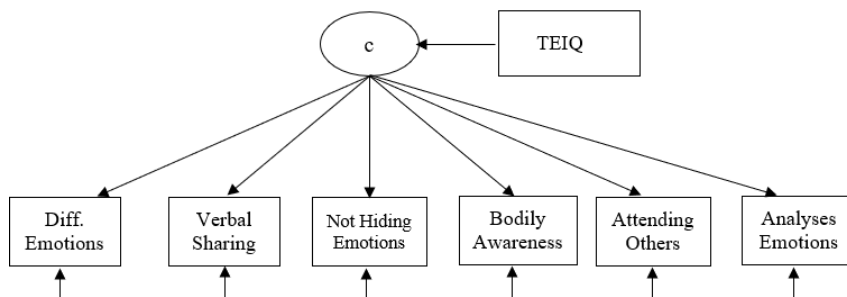 c
TEIQ
Diff.
Emotions
Verbal
Sharing
Not Hiding
Emotions
Bodily
Awareness
Attending
Others
Analyses
Emotions